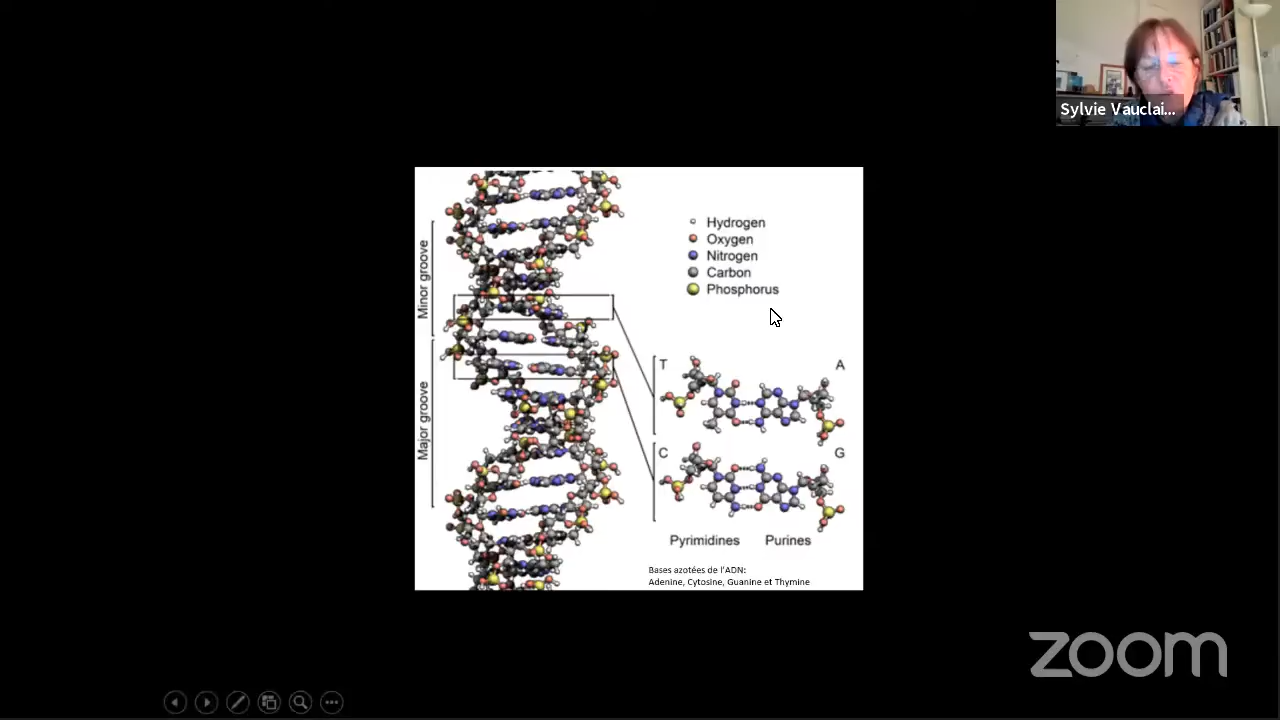 Sylvie Vauclai...
Minor groove
Major groove
Hydrogen
Oxygen
Nitrogen
Carbon
Phosphorus
T
A
C
G
Pyrimidines
Purines
Bases azotées de l'ADN:
Adenine, Cytosine, Guanine et Thymine
zoom